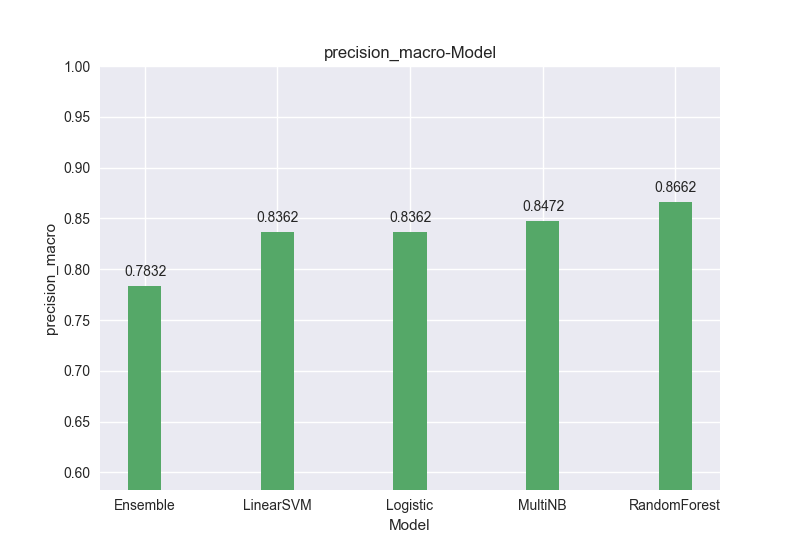 precision_macro-Model
1.00
0.95
0.90
0.85
0.80
0.75
0.70
0.65
0.60
precision_macro
0.7832
0.8362
0.8362
0.8472
0.8662
Ensemble
LinearSVM
Logistic
MultiNB
RandomForest
Model